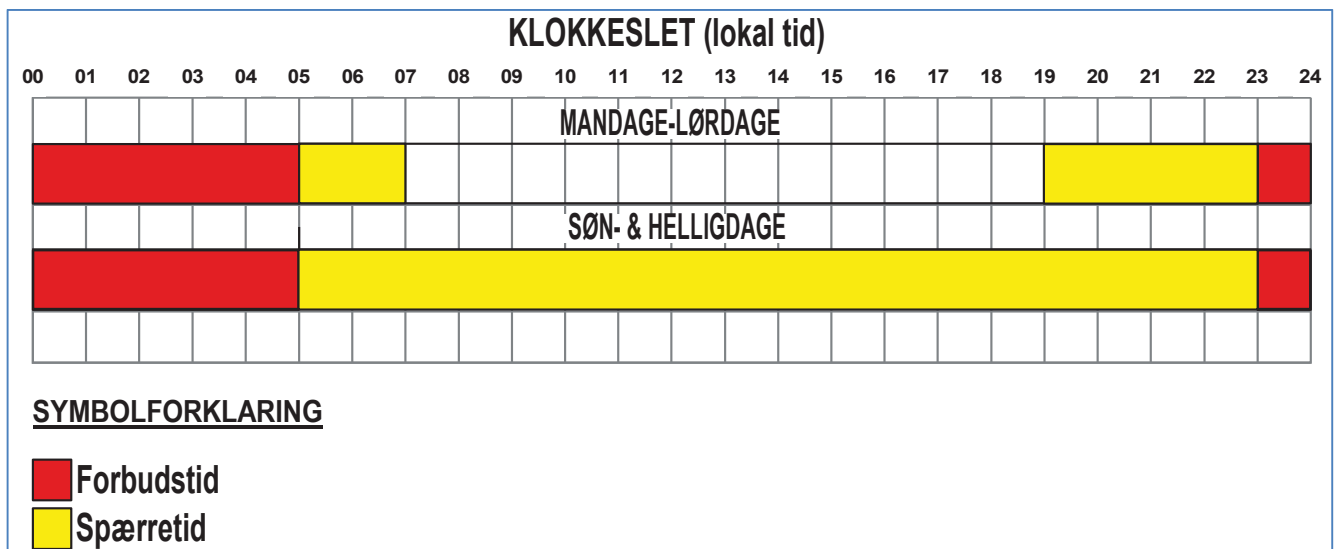 KLOKKESLET (lokal tid)
00 01 02 03 04 05 06 07 08 09 10 11 12 13 14 15 16 17 18 19 20 21 22 23 24
MANDAGE-LØRDAGE
SØN- & HELLIGDAGE
SYMBOLFORKLARING
Forbudstid
Spærretid